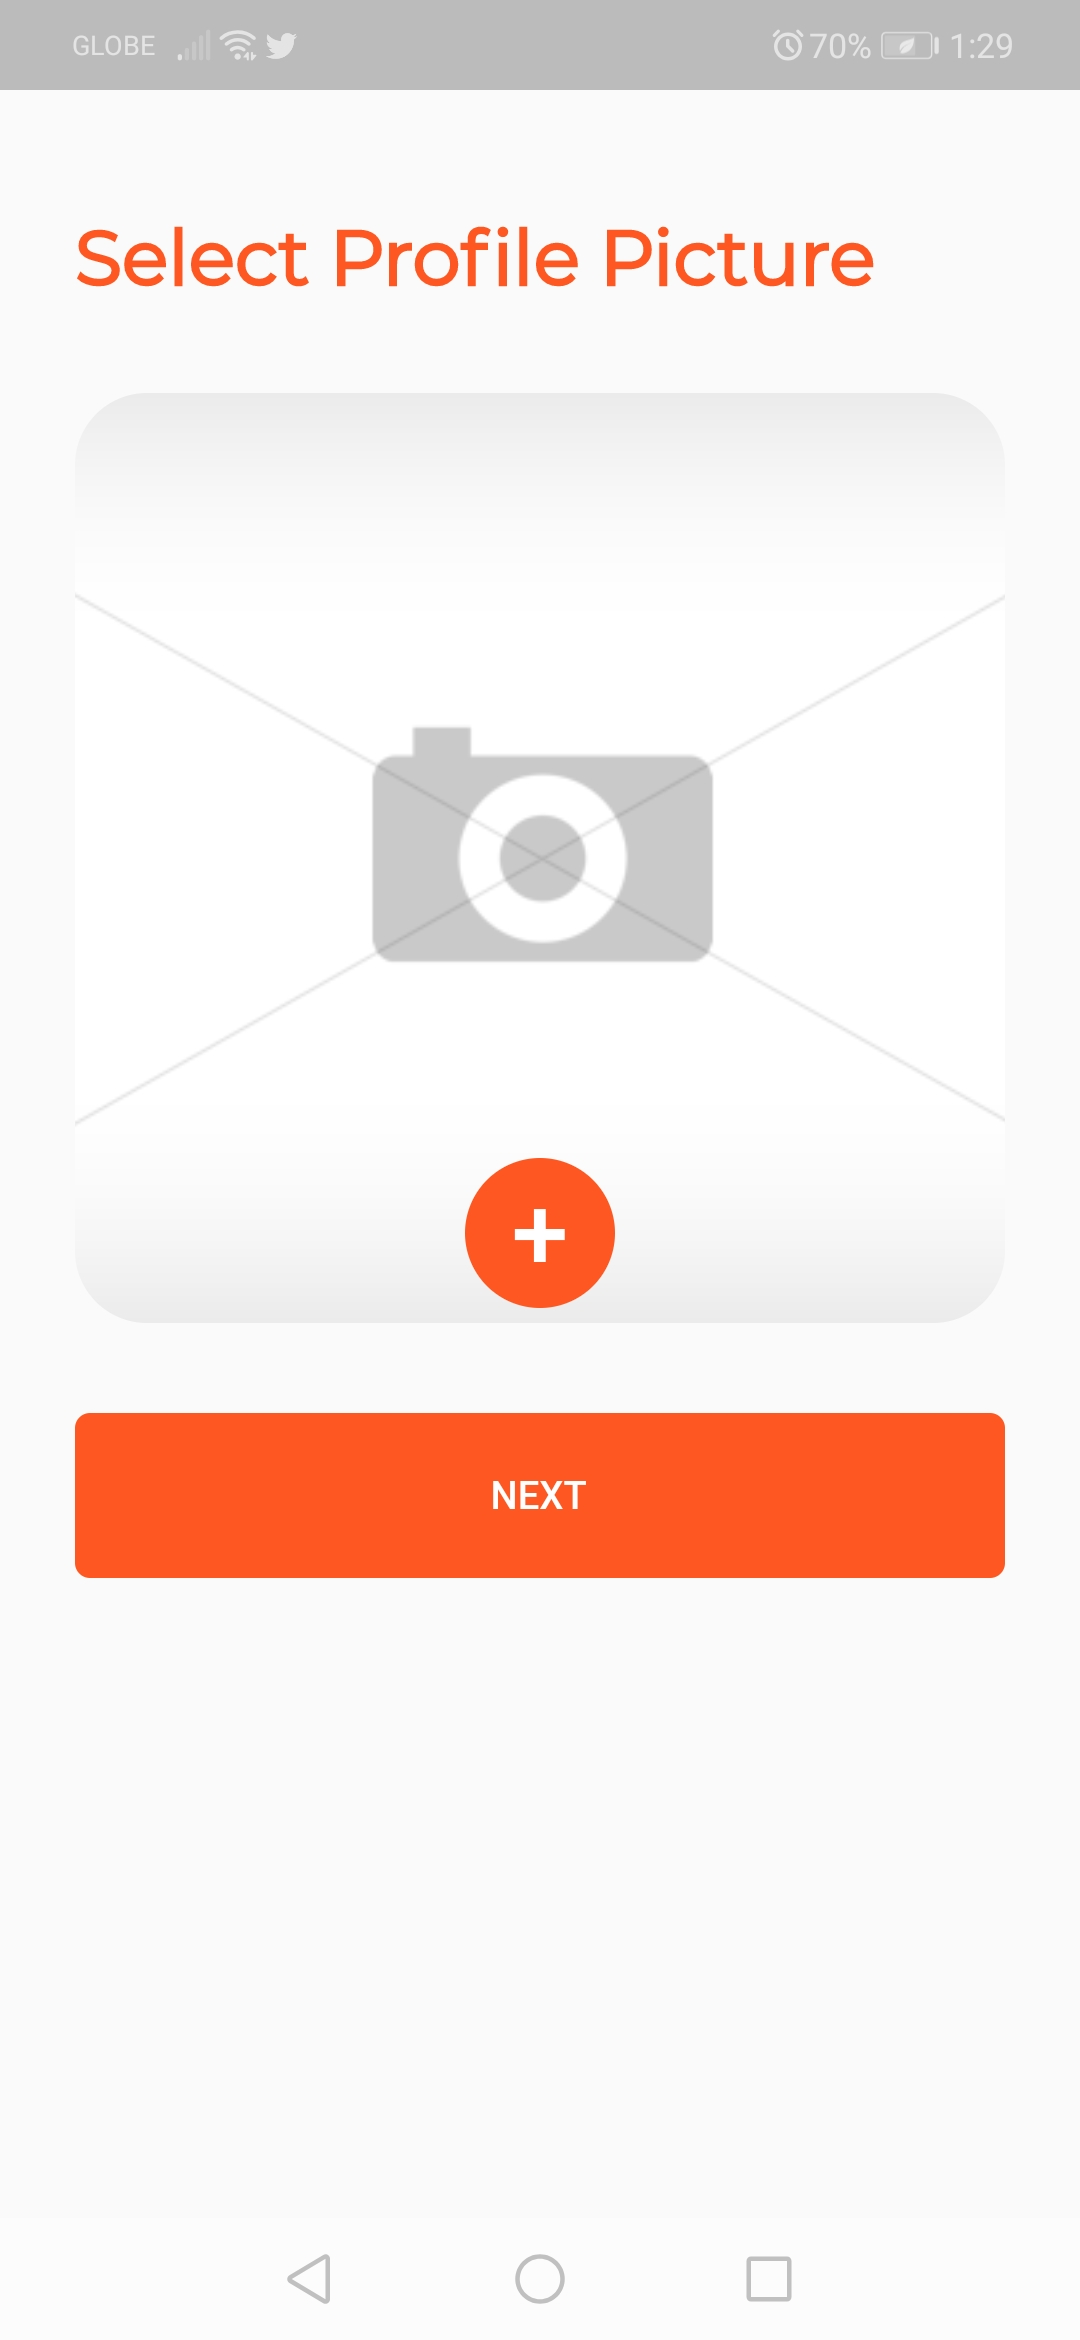 GLOBE 70% 1:29
Select Profile Picture
+
NEXT